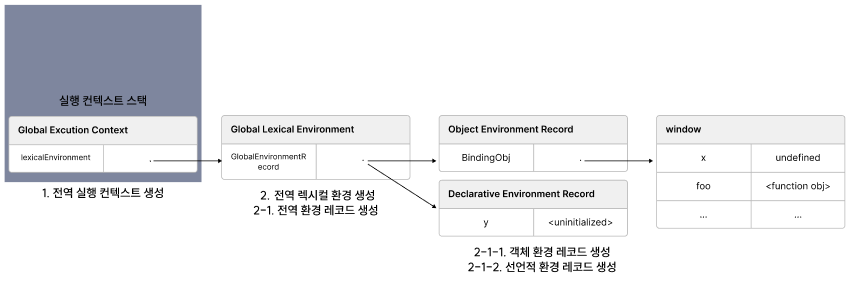 실행 컨텍스트 스택
Global Excution Context
lexicalEnvironment
.
1. 전역 실행 컨텍스트 생성
Global Lexical Environment
GlobalEnvironmentR
ecord
.
2. 전역 렉시컬 환경 생성
2-1. 전역 환경 레코드 생성
Object Environment Record
BindingObj
.
Declarative Environment Record
y
<uninitialized>
2-1-1. 객체 환경 레코드 생성
2-1-2. 선언적 환경 레코드 생성
window
x
undefined
foo
<function obj>
...
...